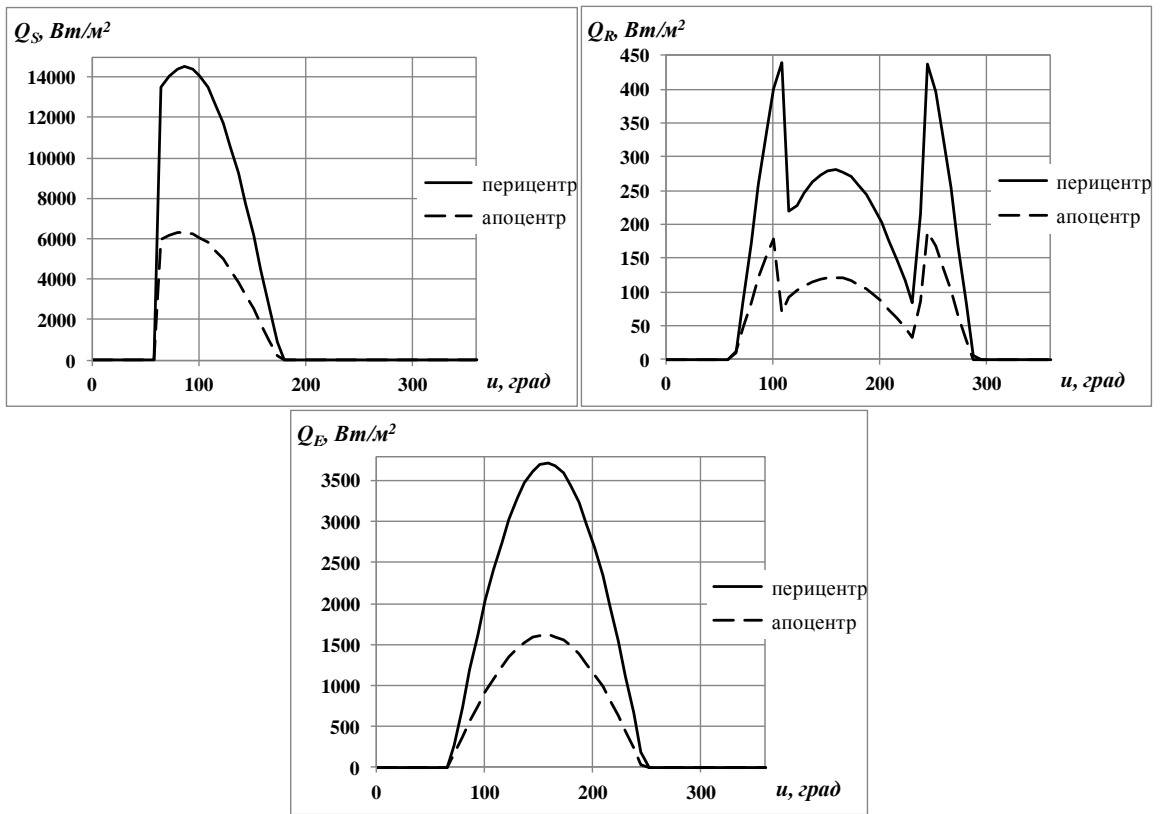 Q_S, Вт/м²
14000
12000
10000
8000
6000
4000
2000
0
0 100 200 300 u, град
перицентр
апоцентр
Q_R, Вт/м²
450
400
350
300
250
200
150
100
50
0
0 100 200 300 u, град
перицентр
апоцентр
Q_E, Вт/м²
3500
3000
2500
2000
1500
1000
500
0
0 100 200 300 u, град
перицентр
апоцентр